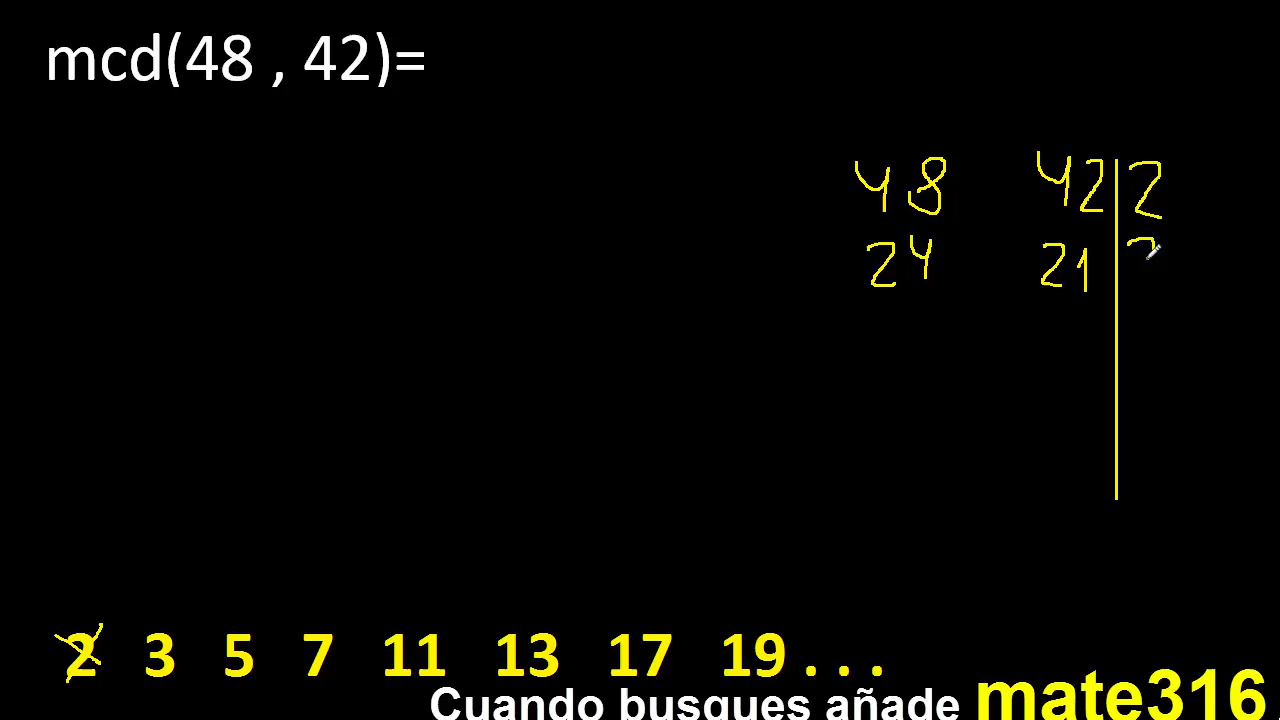 mcd(48 , 42)=
48 42 2
24 21
2 3 5 7 11 13 17 19 . . .
Cuando busques añade mate316